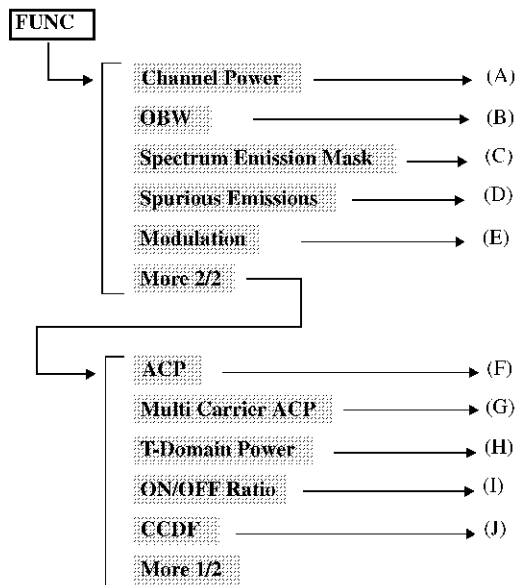 FUNC
Channel Power (A)
OBW (B)
Spectrum Emission Mask (C)
Spurious Emissions (D)
Modulation (E)
More 2/2
ACP (F)
Multi Carrier ACP (G)
T-Domain Power (H)
ON/OFF Ratio (I)
CCDF (J)
More 1/2